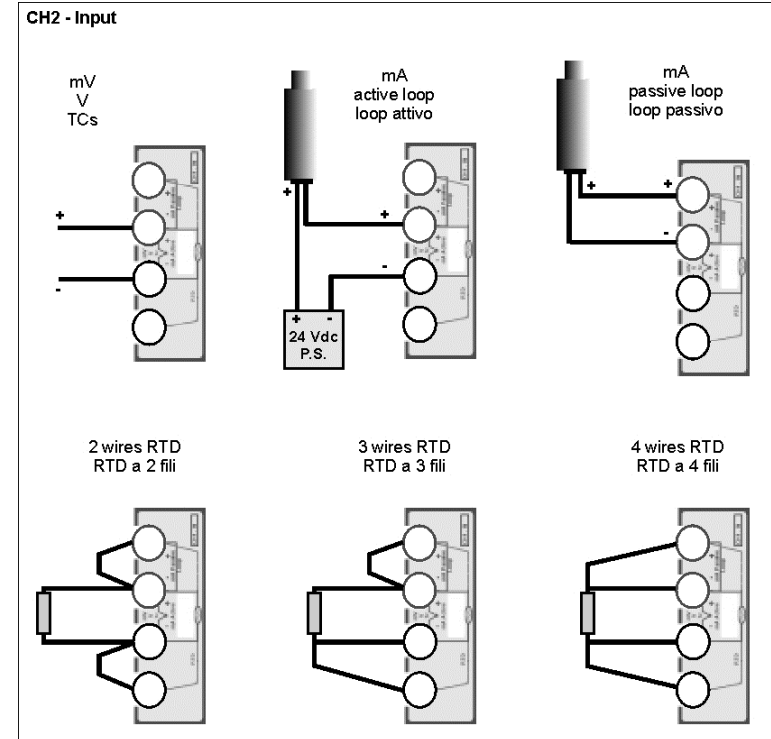 CH2 - Input
mV
V
TCs
+
-
mA
active loop
loop attivo
+
+
-
+ -
24 Vdc
P.S.
mA
passive loop
loop passivo
+
+
-
2 wires RTD
RTD a 2 fili
3 wires RTD
RTD a 3 fili
4 wires RTD
RTD a 4 fili